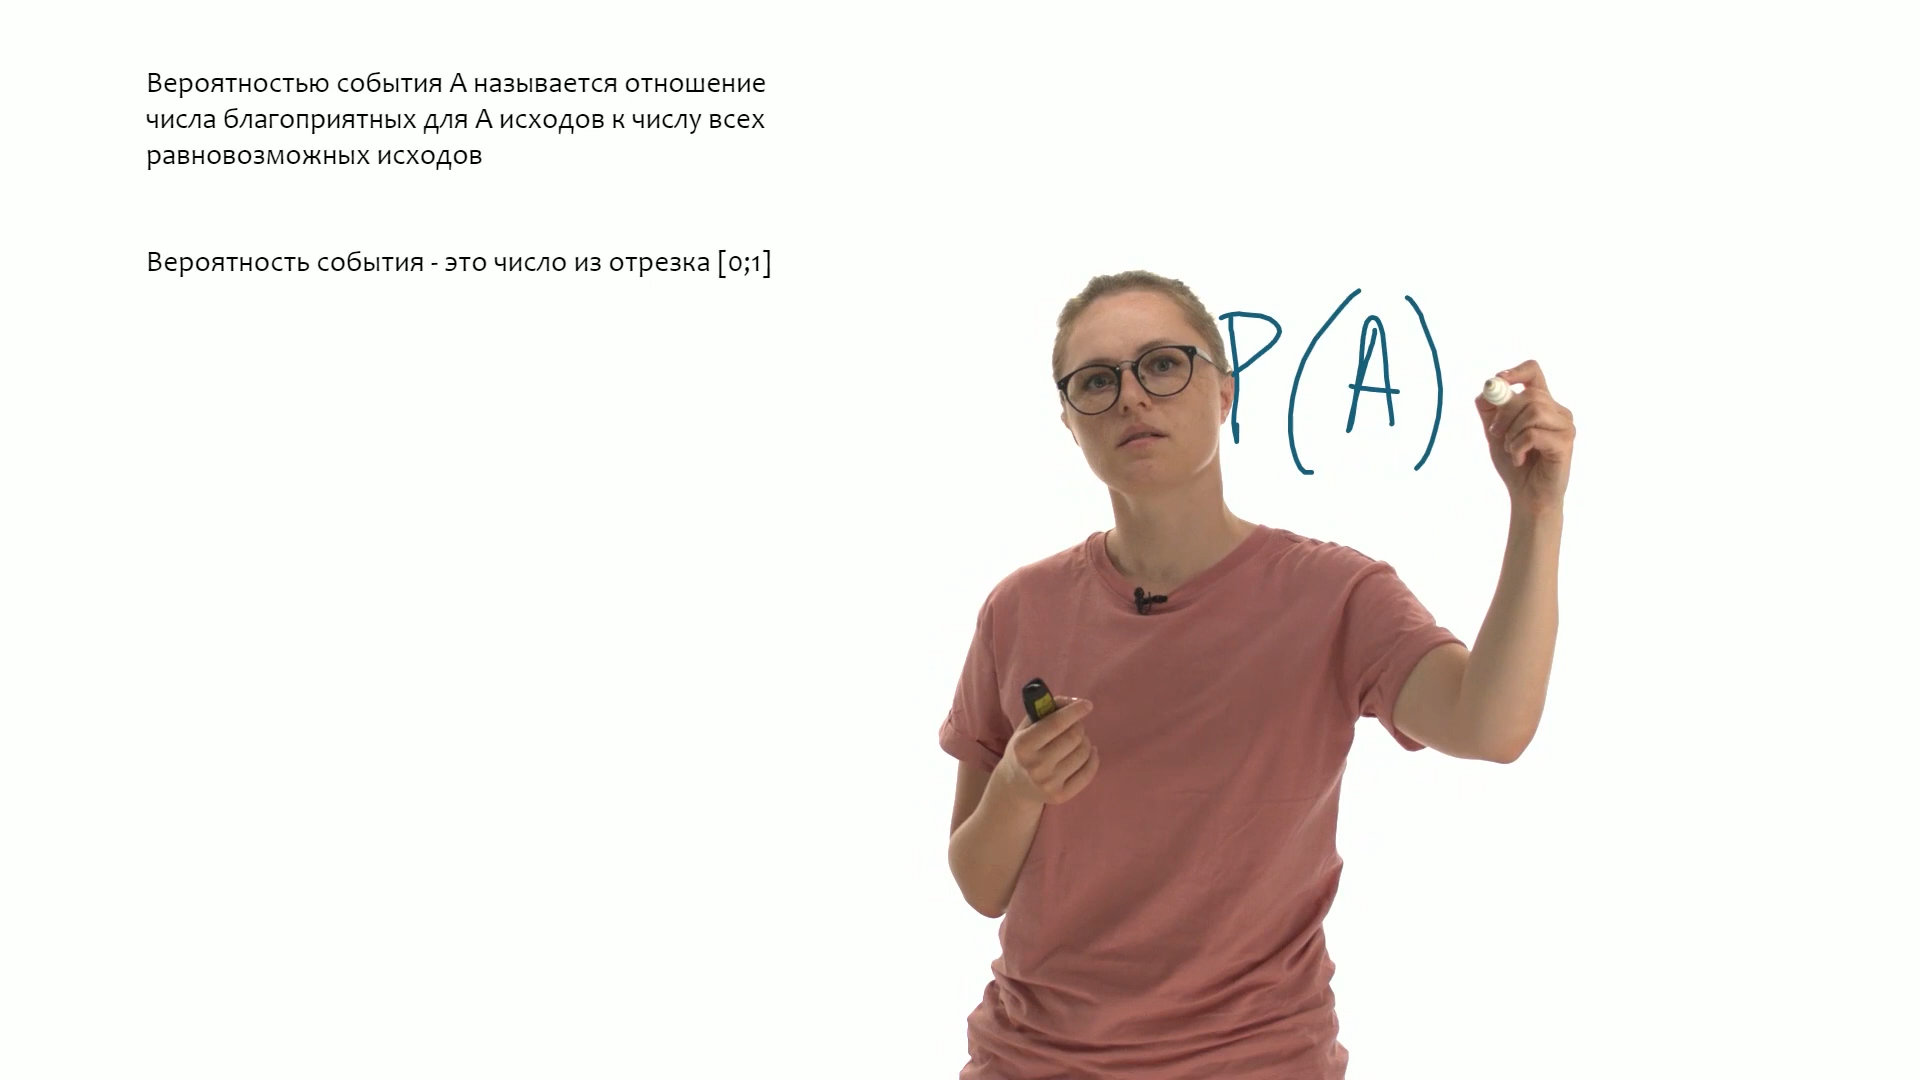 Вероятностью события А называется отношение
числа благоприятных для А исходов к числу всех
равновозможных исходов
Вероятность события - это число из отрезка [0;1]
P(A)